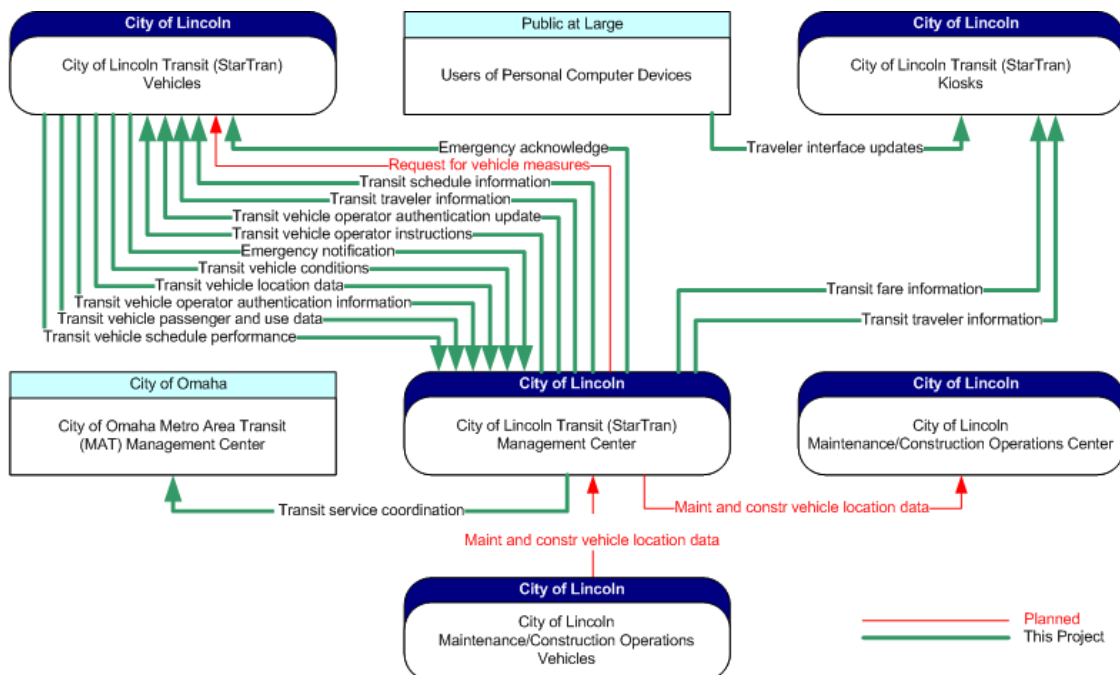 City of Lincoln
City of Lincoln Transit (StarTran)
Vehicles
Public at Large
Users of Personal Computer Devices
City of Lincoln
City of Lincoln Transit (StarTran)
Kiosks
Emergency acknowledge
Traveler interface updates
Request for vehicle measures
Transit schedule information
Transit traveler information
Transit vehicle operator authentication update
Transit vehicle operator instructions
Emergency notification
Transit vehicle conditions
Transit vehicle location data
Transit vehicle operator authentication information
Transit vehicle passenger and use data
Transit vehicle schedule performance
Transit fare information
Transit traveler information
City of Omaha
City of Omaha Metro Area Transit
(MAT) Management Center
City of Lincoln
City of Lincoln Transit (StarTran)
Management Center
City of Lincoln
City of Lincoln
Maintenance/Construction Operations Center
Transit service coordination
Maint and constr vehicle location data
Maint and constr vehicle location data
City of Lincoln
City of Lincoln
Maintenance/Construction Operations
Vehicles
Planned
This Project